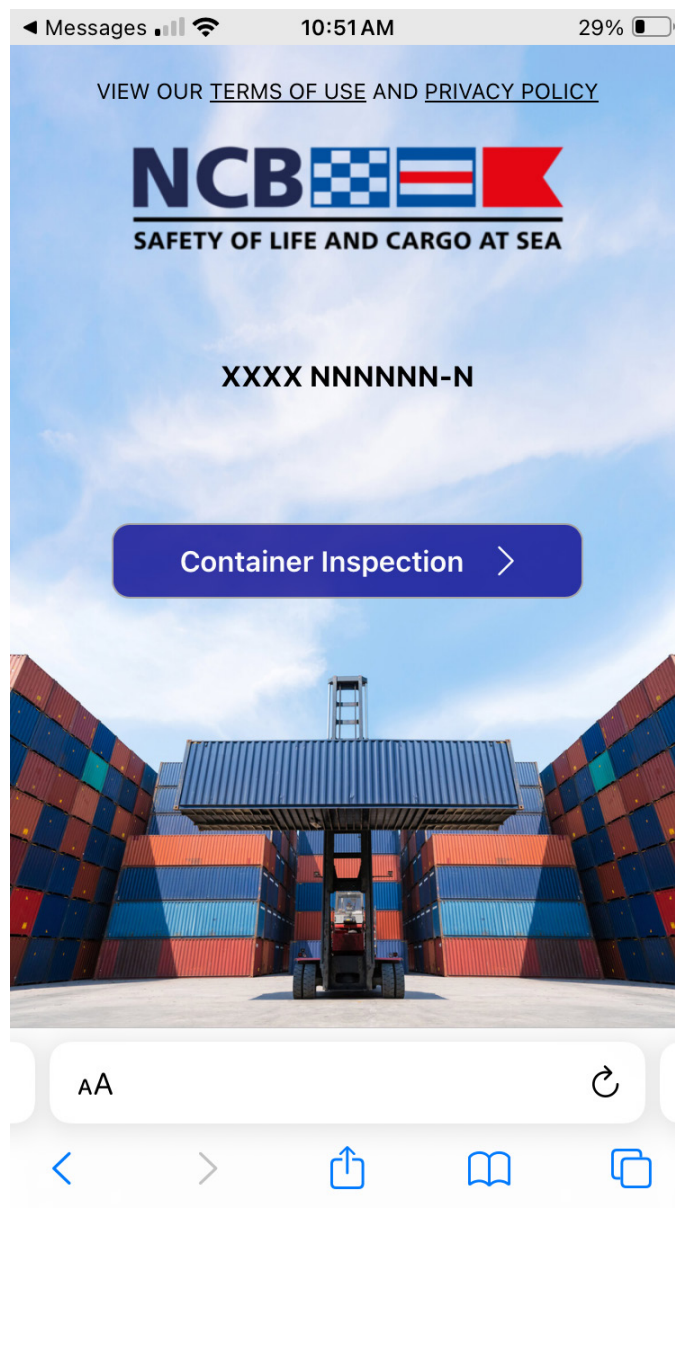 Messages 10:51 AM 29%
VIEW OUR TERMS OF USE AND PRIVACY POLICY
NCB
SAFETY OF LIFE AND CARGO AT SEA
XXXX NNNNNN-N
Container Inspection
AA